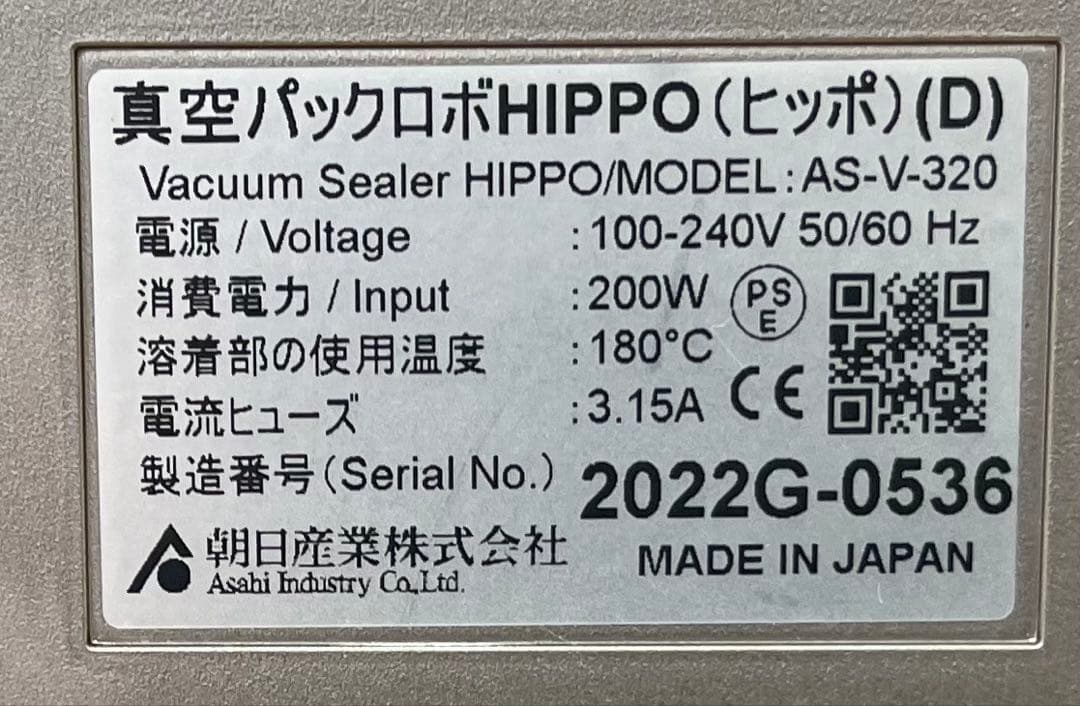 真空パックロボHIPPO(ヒッポ)(D)
Vacuum Sealer HIPPO/MODEL:AS-V-320
電源 / Voltage :100-240V 50/60 Hz
消費電力 / Input :200W PSE
溶着部の使用温度 :180°C
電流ヒューズ :3.15A CE
製造番号(Serial No.) 2022G-0536
朝日産業株式会社
Asahi Industry Co,Ltd.
MADE IN JAPAN